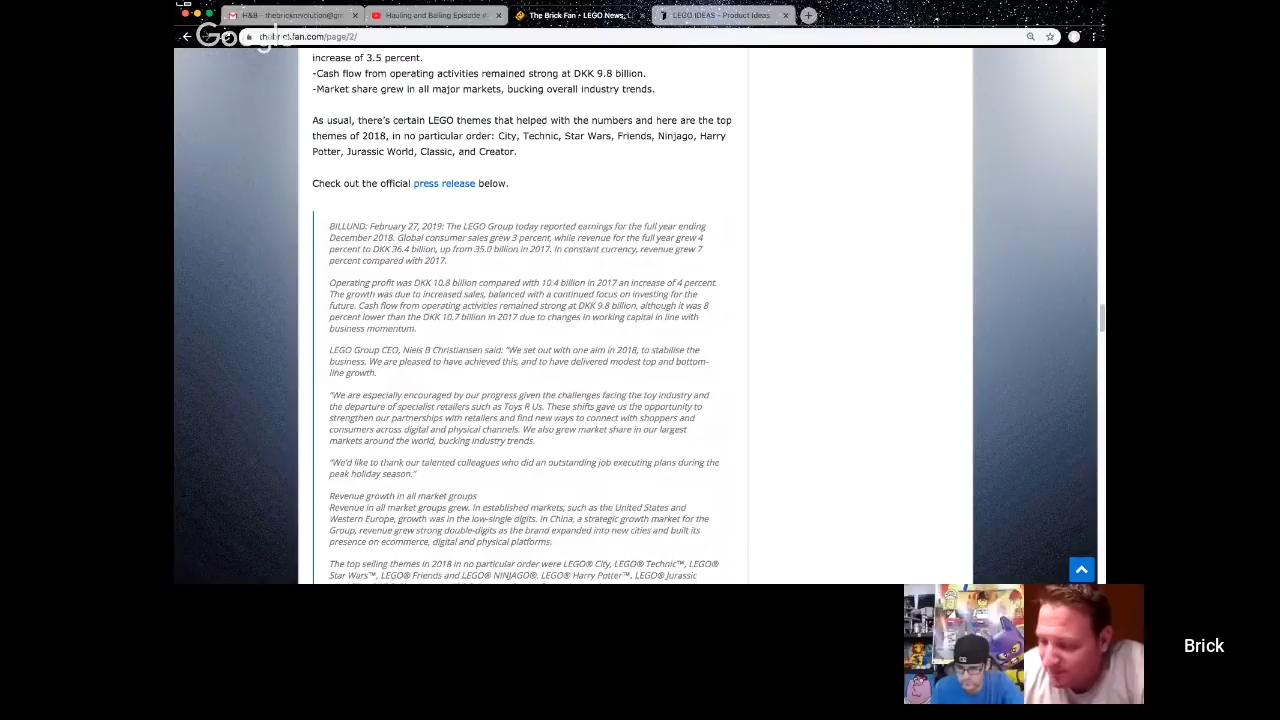 H&B - thebrickrevolution@gm
Hauling and Bailing Episode #
The Brick Fan - LEGO News, L
LEGO IDEAS - Product Ideas
Google
thebrickfan.com/page/2/
increase of 3.5 percent.
-Cash flow from operating activities remained strong at DKK 9.8 billion.
-Market share grew in all major markets, bucking overall industry trends.
As usual, there's certain LEGO themes that helped with the numbers and here are the top
themes of 2018, in no particular order: City, Technic, Star Wars, Friends, Ninjago, Harry
Potter, Jurassic World, Classic, and Creator.
Check out the official press release below.
BILLUND: February 27, 2019: The LEGO Group today reported earnings for the full year ending
December 2018. Global consumer sales grew 3 percent, while revenue for the full year grew 4
percent to DKK 36.4 billion, up from 35.0 billion in 2017. In constant currency, revenue grew 7
percent compared with 2017.
Operating profit was DKK 10.8 billion compared with 10.4 billion in 2017 an increase of 4 percent.
The growth was due to increased sales, balanced with a continued focus on investing for the
future. Cash flow from operating activities remained strong at DKK 9.8 billion, although it was 8
percent lower than the DKK 10.7 billion in 2017 due to changes in working capital in line with
business momentum.
LEGO Group CEO, Niels B Christiansen said: "We set out with one aim in 2018, to stabilise the
business. We are pleased to have achieved this, and to have delivered modest top and bottom-
line growth.
"We are especially encouraged by our progress given the challenges facing the toy industry and
the departure of specialist retailers such as Toys R Us. These shifts gave us the opportunity to
strengthen our partnerships with retailers and find new ways to connect with shoppers and
consumers across digital and physical channels. We also grew market share in our largest
markets around the world, bucking industry trends.
"We'd like to thank our talented colleagues who did an outstanding job executing plans during the
peak holiday season."
Revenue growth in all market groups
Revenue in all market groups grew. In established markets, such as the United States and
Western Europe, growth was in the low-single digits. In China, a strategic growth market for the
Group, revenue grew strong double-digits as the brand expanded into new cities and built its
presence on ecommerce, digital and physical platforms.
The top selling themes in 2018 in no particular order were LEGO® City, LEGO® Technic™, LEGO®
Star Wars™, LEGO® Friends and LEGO® NINJAGO®. LEGO® Harry Potter™, LEGO® Jurassic
Brick